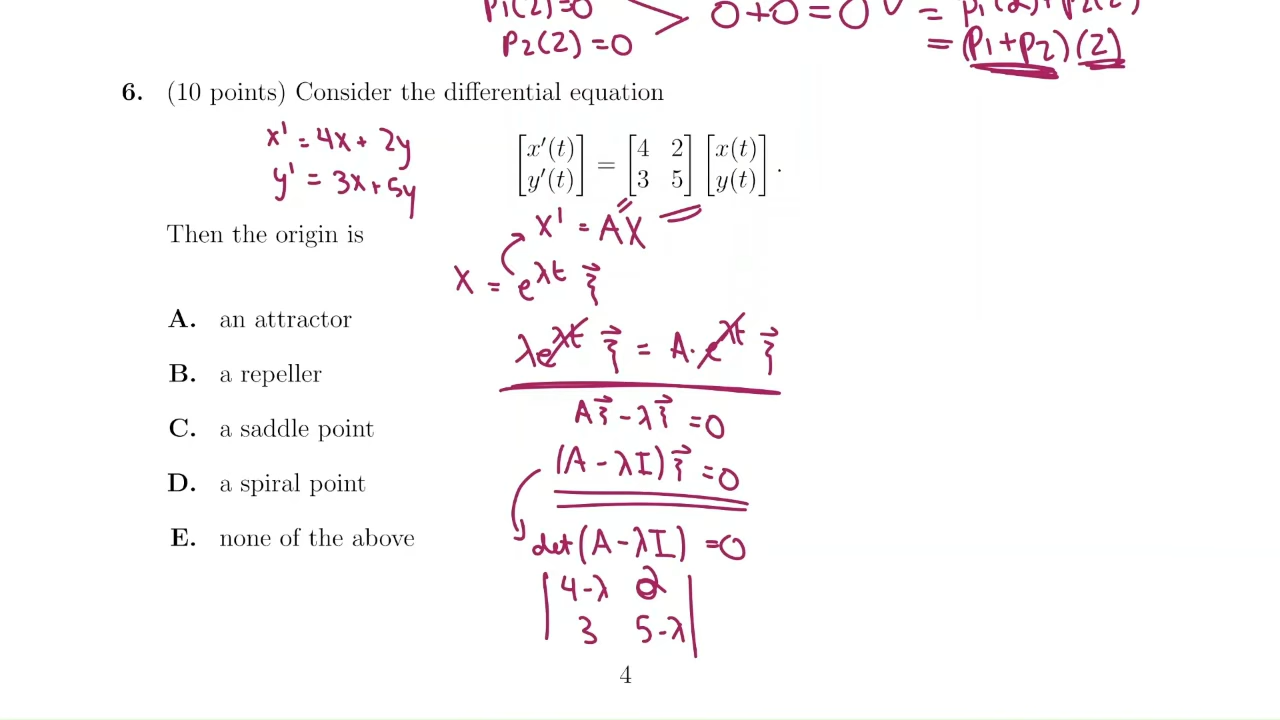 P₁(2)=0
0+0=0 √ = P₁(2)+P₂(2)
P₂(2)=0
=(P₁+P₂)(2)
6. (10 points) Consider the differential equation
x' = 4x + 2y
y' = 3x + 5y
[x′(t) y′(t)] = [4 2 3 5] [x(t) y(t)].
x' = AX
Then the origin is
X = e^λt ξ⃗
A. an attractor
λe^λt ξ⃗ = A·e^λt ξ⃗
B. a repeller
Aξ⃗ - λξ⃗ = 0
C. a saddle point
(A - λI)ξ⃗ = 0
D. a spiral point
E. none of the above
det(A - λI) = 0
|4-λ 2
3 5-λ|
4